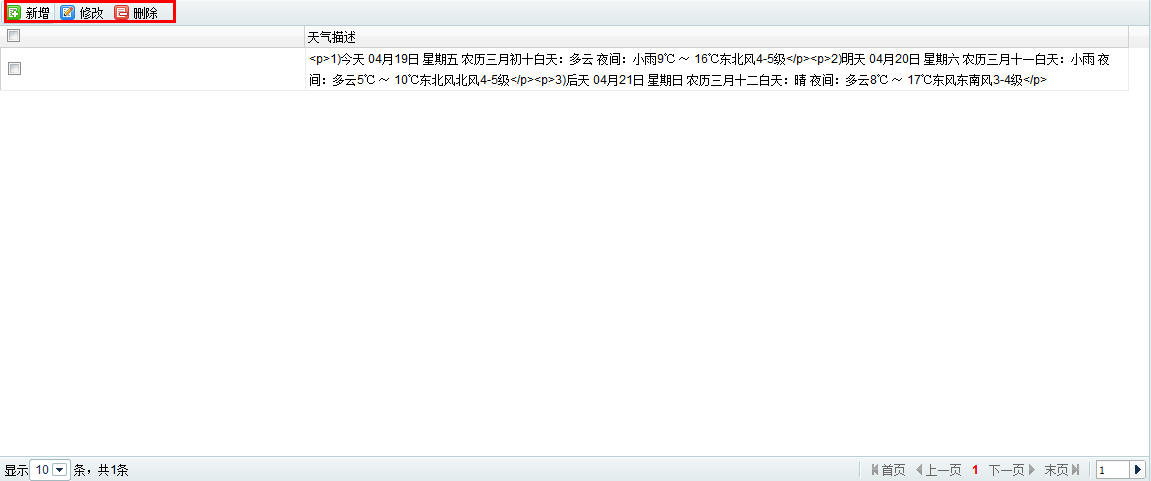 新增 修改 删除
天气描述
<p>1)今天 04月19日 星期五 农历三月初十白天：多云 夜间：小雨9℃ ～ 16℃东北风4-5级</p><p>2)明天 04月20日 星期六 农历三月十一白天：小雨 夜
间：多云5℃ ～ 10℃东北风北风4-5级</p><p>3)后天 04月21日 星期日 农历三月十二白天：晴 夜间：多云8℃ ～ 17℃东风东南风3-4级</p>
显示 10 条，共1条 首页 上一页 1 下一页 末页 1